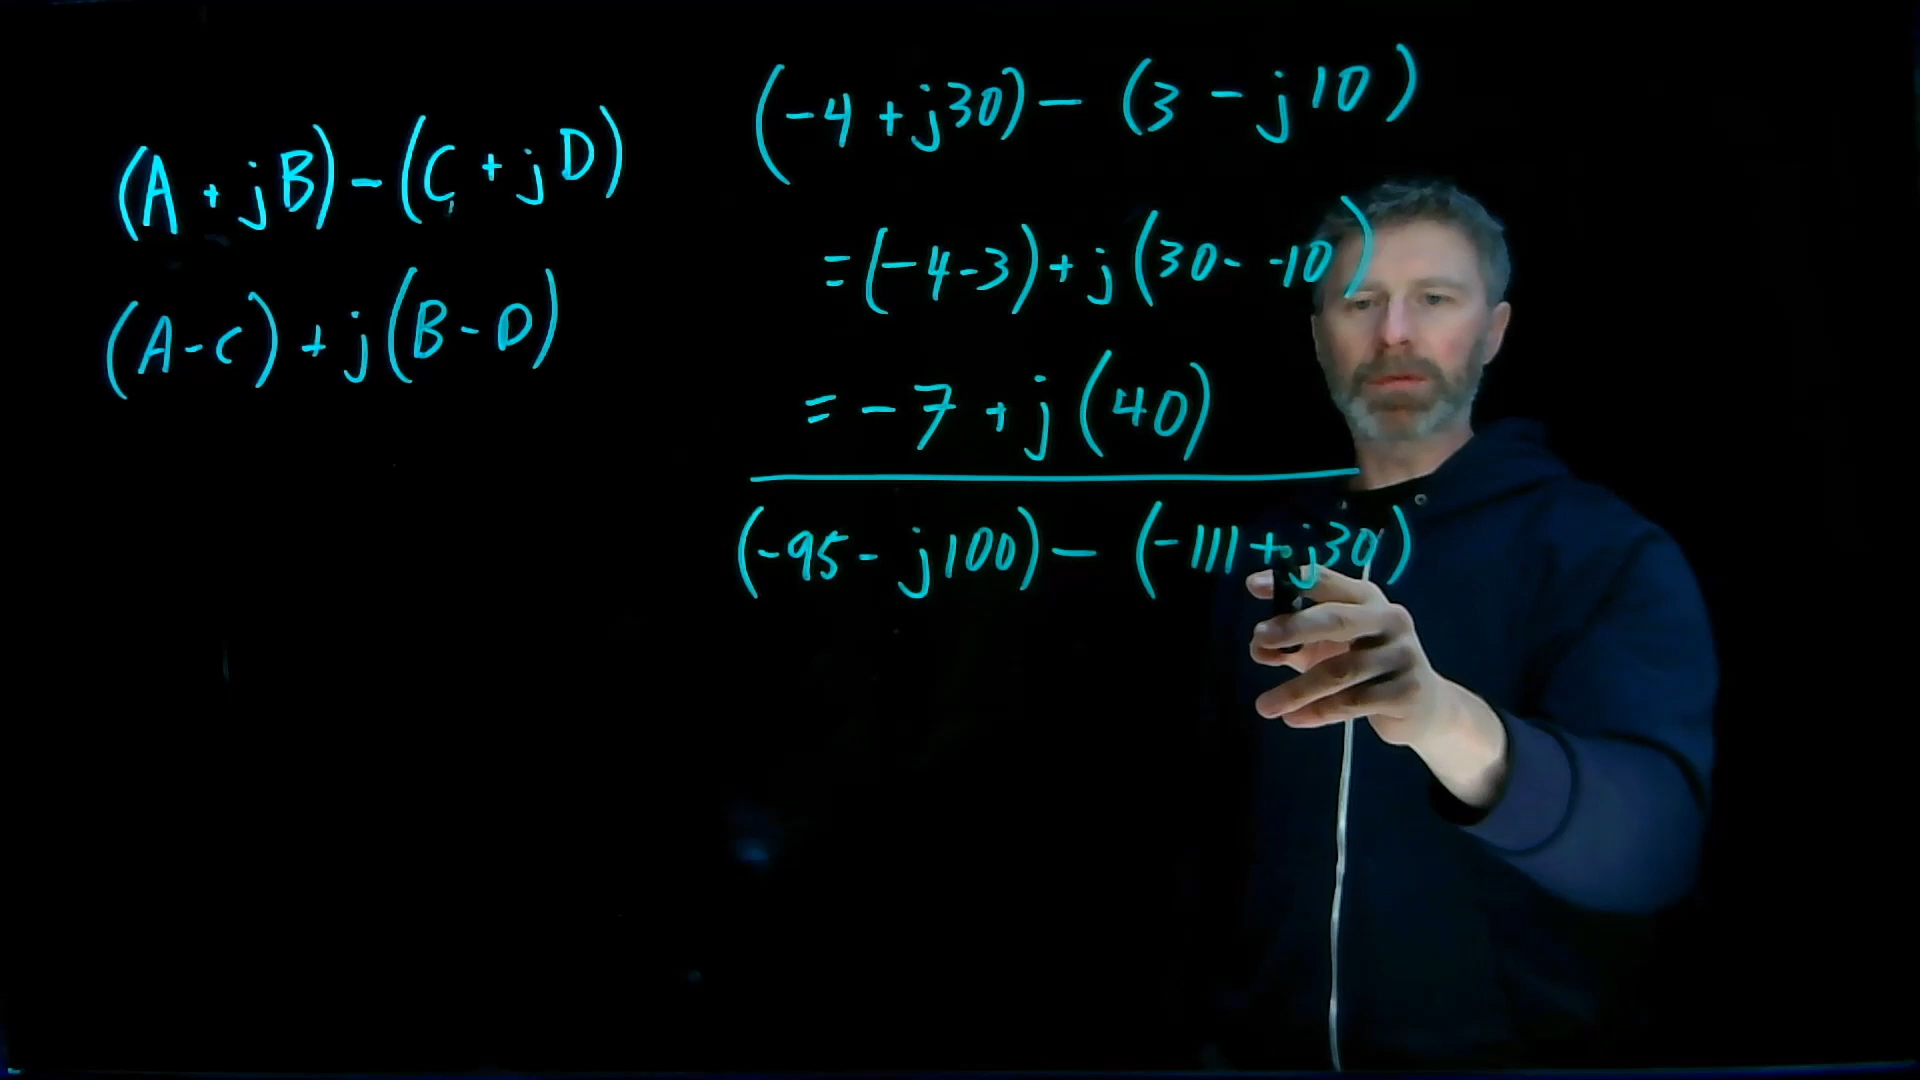 (A + jB) - (C + jD)
(A - C) + j(B - D)
(-4 + j30) - (3 - j10)
= (-4 - 3) + j(30 - -10)
= -7 + j(40)
(-95 - j100) - (-111 + j30)